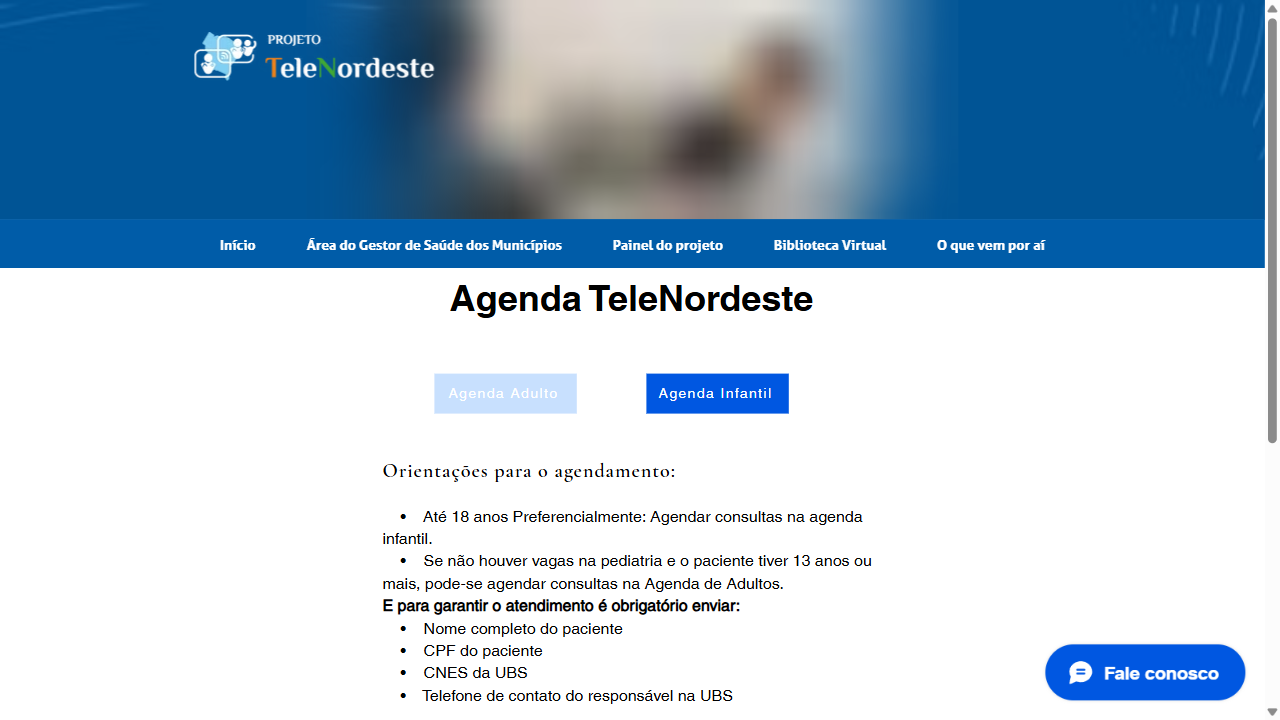 PROJETO
TeleNordeste
Início
Área do Gestor de Saúde dos Municípios
Painel do projeto
Biblioteca Virtual
O que vem por aí
Agenda TeleNordeste
Agenda Adulto
Agenda Infantil
Orientações para o agendamento:
• Até 18 anos Preferencialmente: Agendar consultas na agenda
infantil.
• Se não houver vagas na pediatria e o paciente tiver 13 anos ou
mais, pode-se agendar consultas na Agenda de Adultos.
E para garantir o atendimento é obrigatório enviar:
• Nome completo do paciente
• CPF do paciente
• CNES da UBS
• Telefone de contato do responsável na UBS
Fale conosco